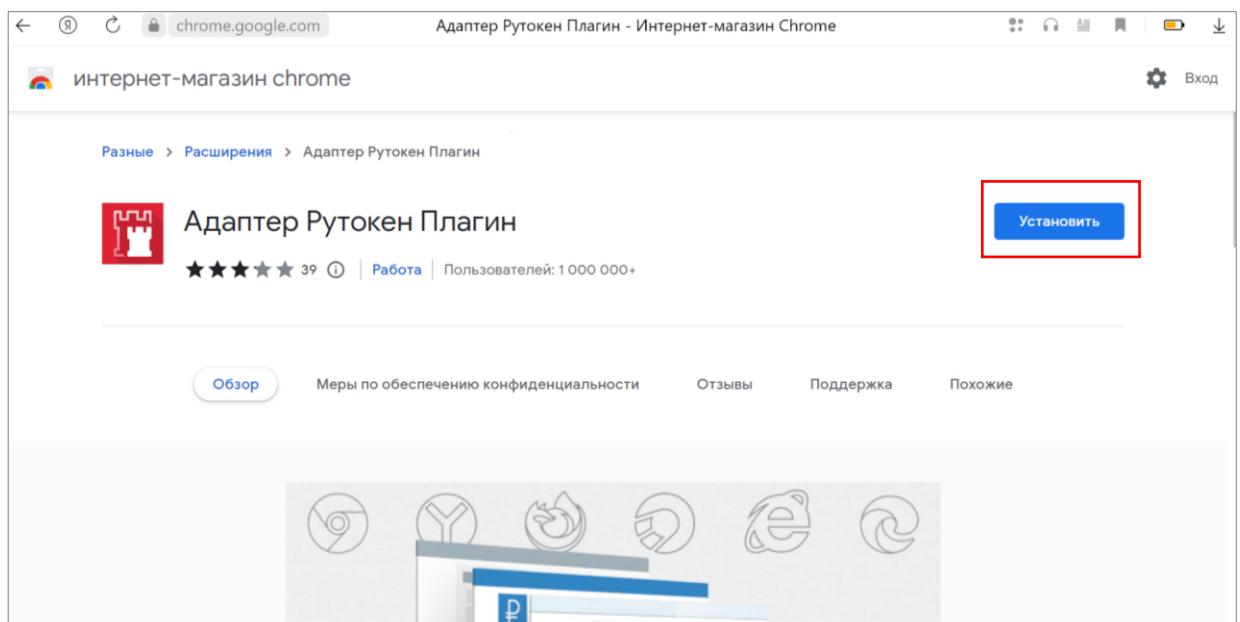 Я chrome.google.com Адаптер Рутокен Плагин - Интернет-магазин Chrome
интернет-магазин chrome Вход
Разные > Расширения > Адаптер Рутокен Плагин
Адаптер Рутокен Плагин
Установить
39 Работа Пользователей: 1 000 000+
Обзор Меры по обеспечению конфиденциальности Отзывы Поддержка Похожие
₽